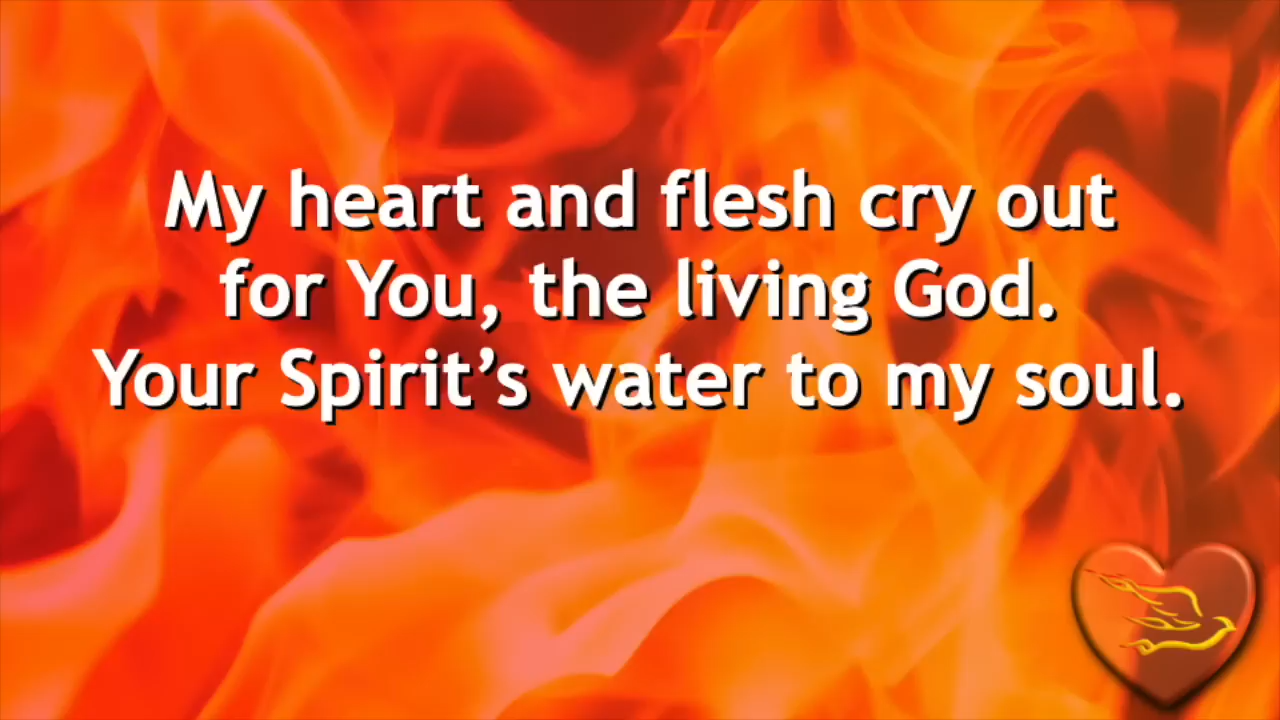 My heart and flesh cry out
for You, the living God.
Your Spirit’s water to my soul.